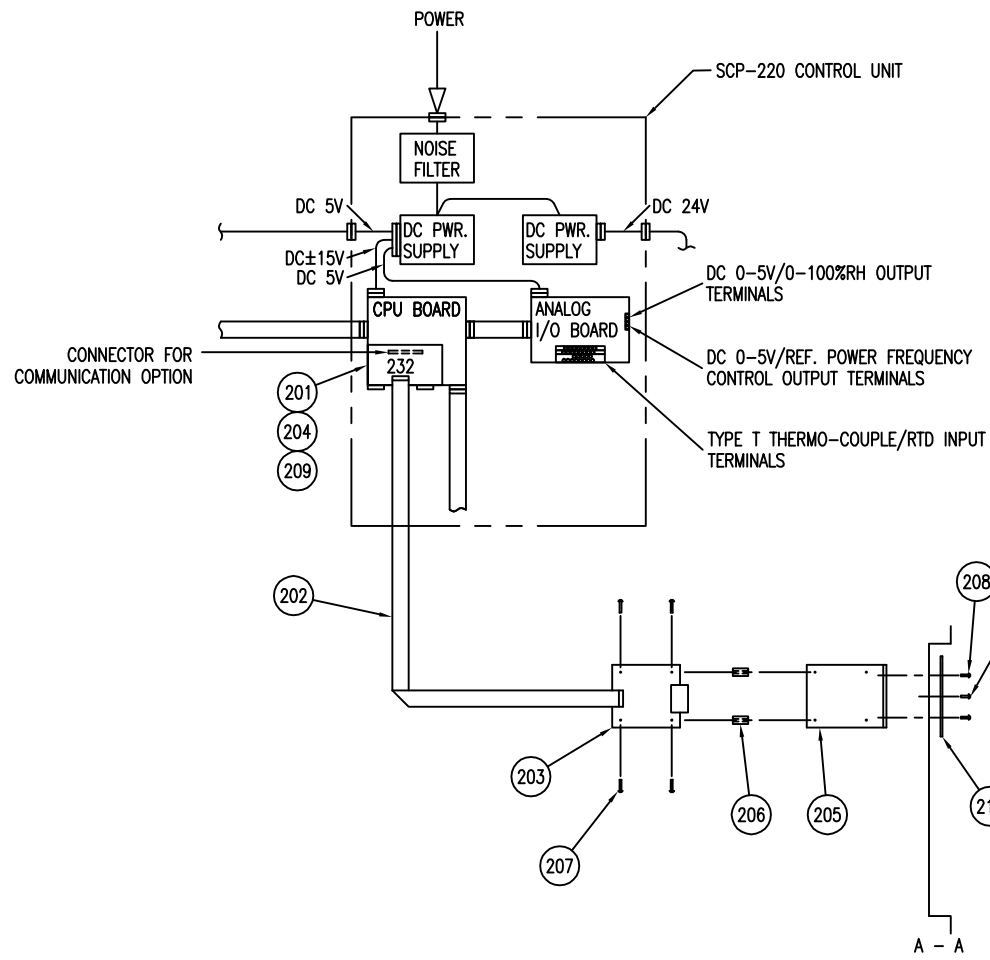 POWER
SCP-220 CONTROL UNIT
NOISE
FILTER
DC 5V
DC PWR.
SUPPLY
DC PWR.
SUPPLY
DC 24V
DC±15V
DC 5V
CPU BOARD
ANALOG
I/O BOARD
DC 0-5V/0-100%RH OUTPUT
TERMINALS
DC 0-5V/REF. POWER FREQUENCY
CONTROL OUTPUT TERMINALS
CONNECTOR FOR
COMMUNICATION OPTION
232
201
204
209
TYPE T THERMO-COUPLE/RTD INPUT
TERMINALS
202
208
203
206
205
207
A - A